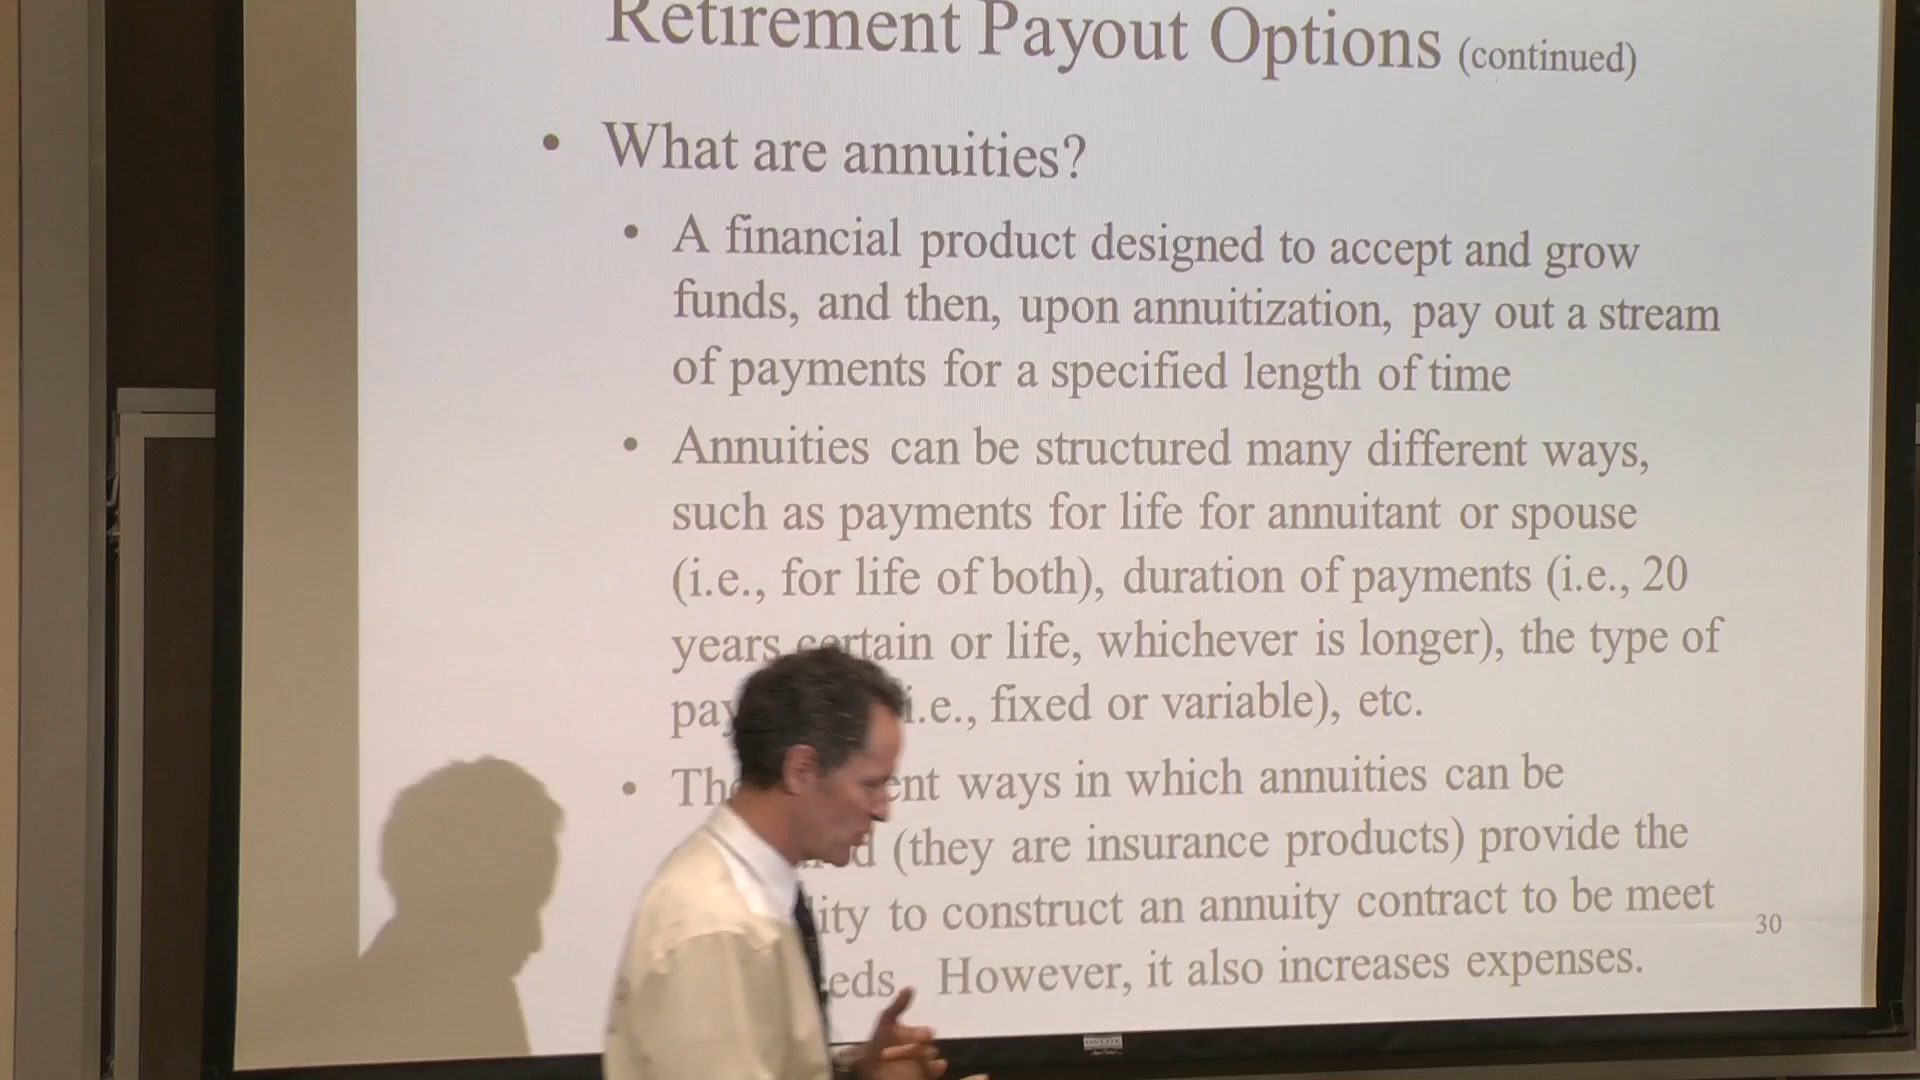 Retirement Payout Options (continued)
• What are annuities?
• A financial product designed to accept and grow
funds, and then, upon annuitization, pay out a stream
of payments for a specified length of time
• Annuities can be structured many different ways,
such as payments for life for annuitant or spouse
(i.e., for life of both), duration of payments (i.e., 20
years certain or life, whichever is longer), the type of
i.e., fixed or variable), etc.
• ways in which annuities can be
(they are insurance products) provide the
to construct an annuity contract to be meet
However, it also increases expenses.
30
DA-LITE